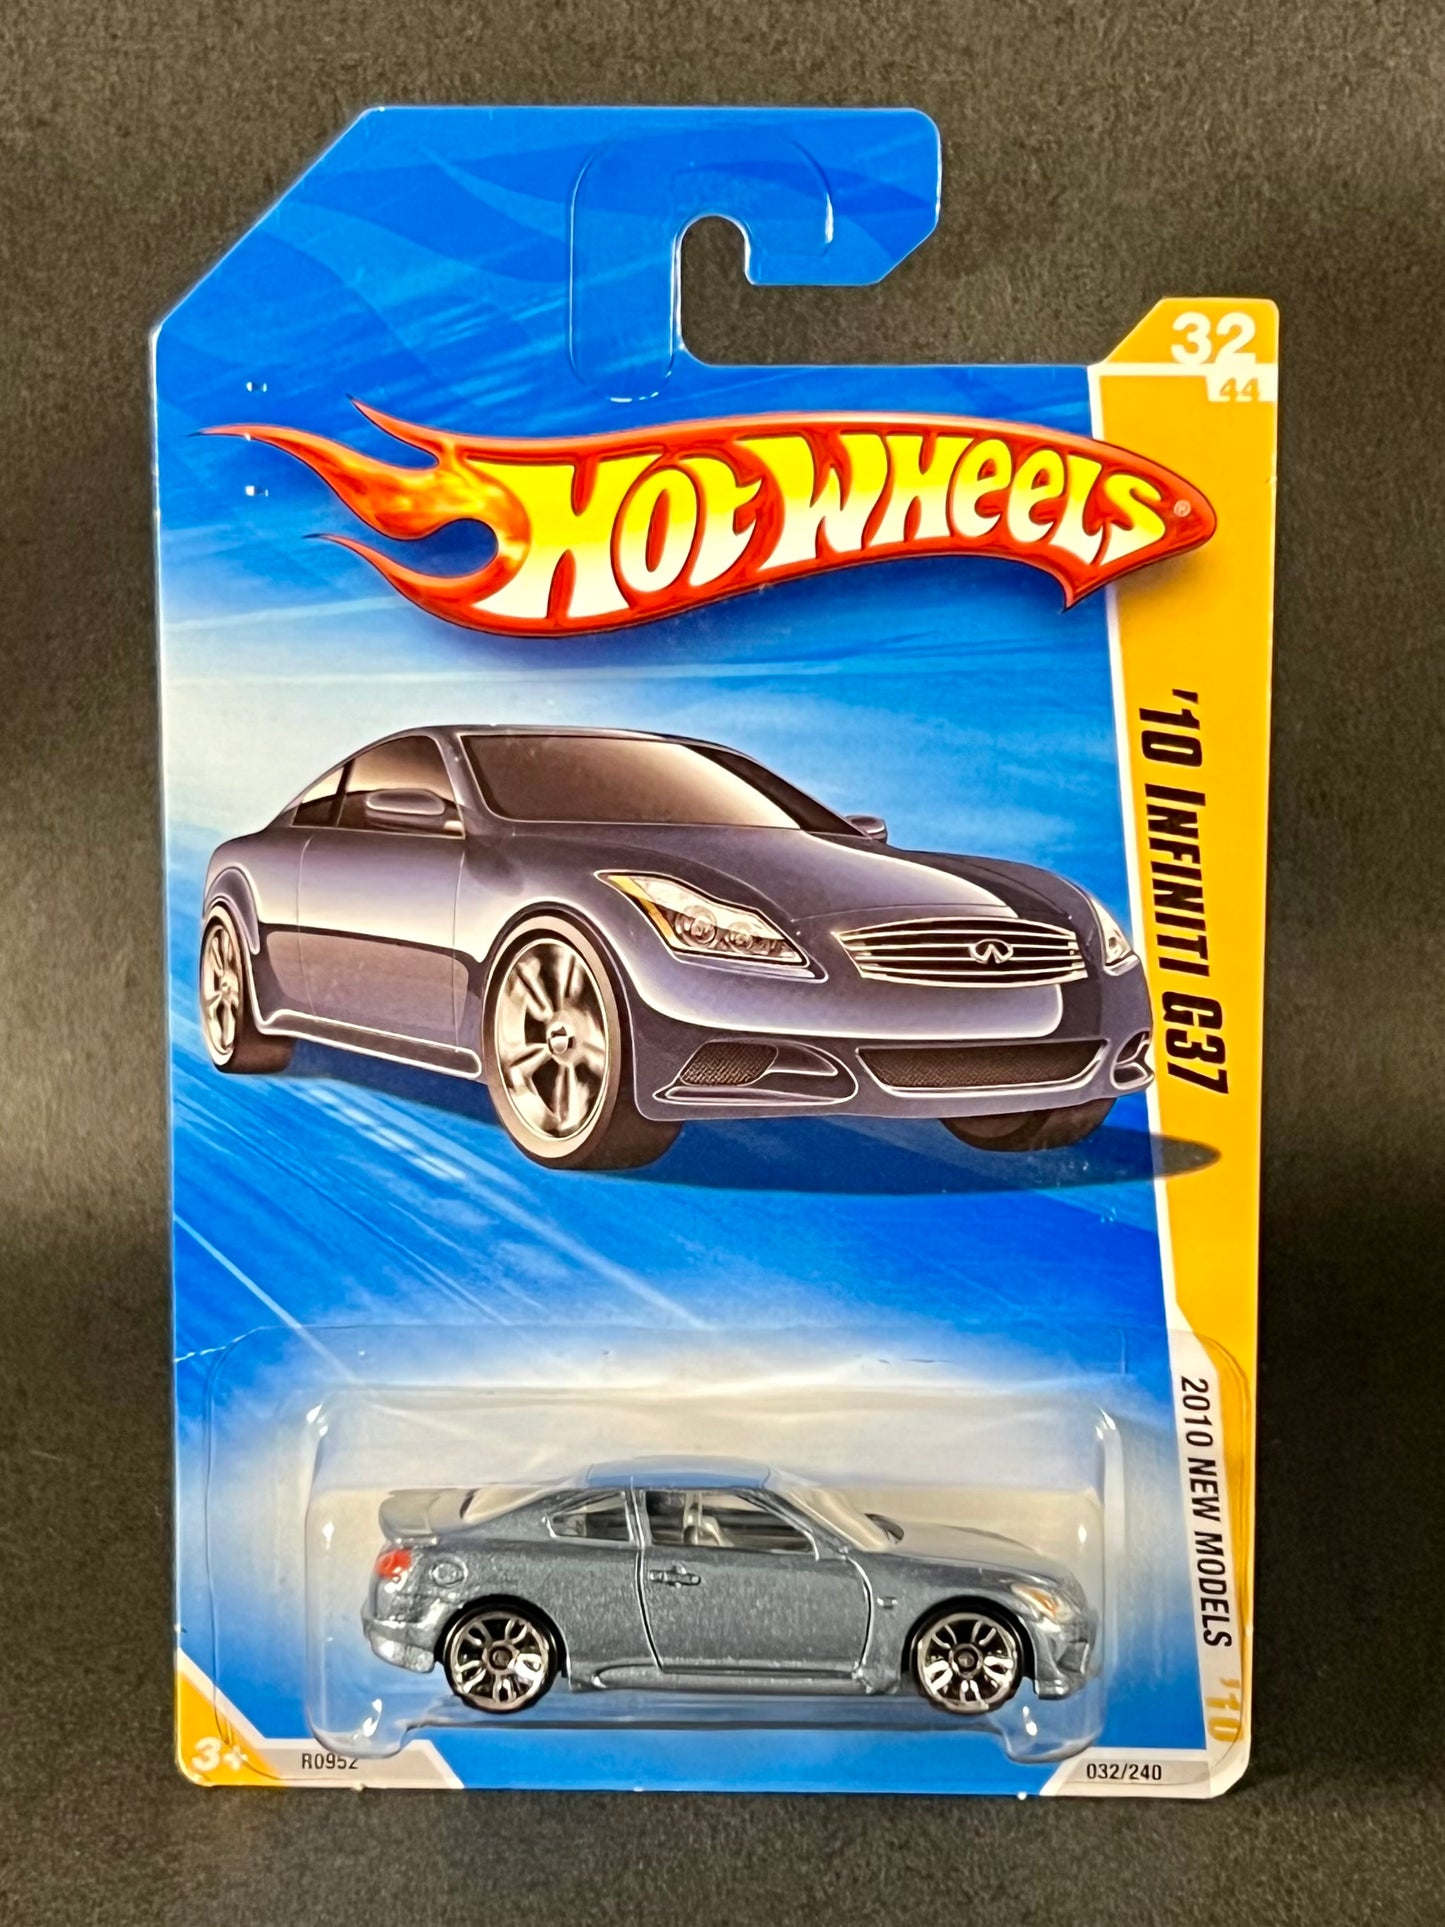 32
44
HOT WHEELS®
'10 INFINITI G37
2010 NEW MODELS
'10
3+
R0952
032/240